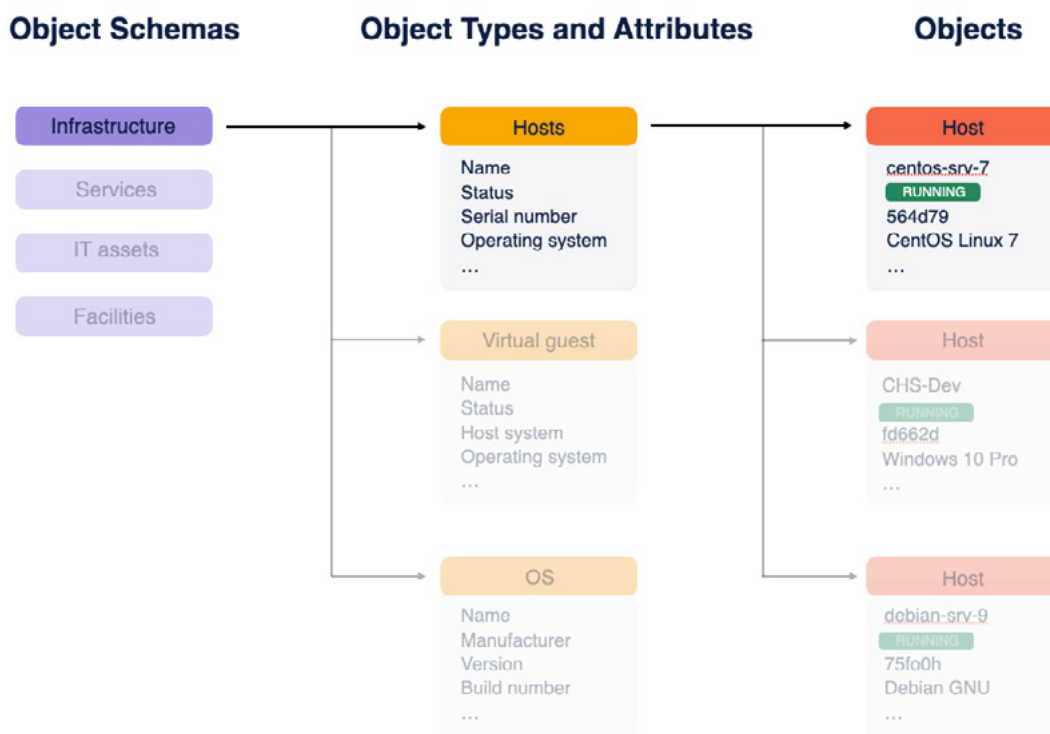 Object Schemas
Object Types and Attributes
Objects
Infrastructure
Services
IT assets
Facilities
Hosts
Name
Status
Serial number
Operating system
...
Virtual guest
Name
Status
Host system
Operating system
...
OS
Name
Manufacturer
Version
Build number
...
Host
centos-srv-7
RUNNING
564d79
CentOS Linux 7
...
Host
CHS-Dev
RUNNING
fd662d
Windows 10 Pro
...
Host
debian-srv-9
RUNNING
75fo0h
Debian GNU
...